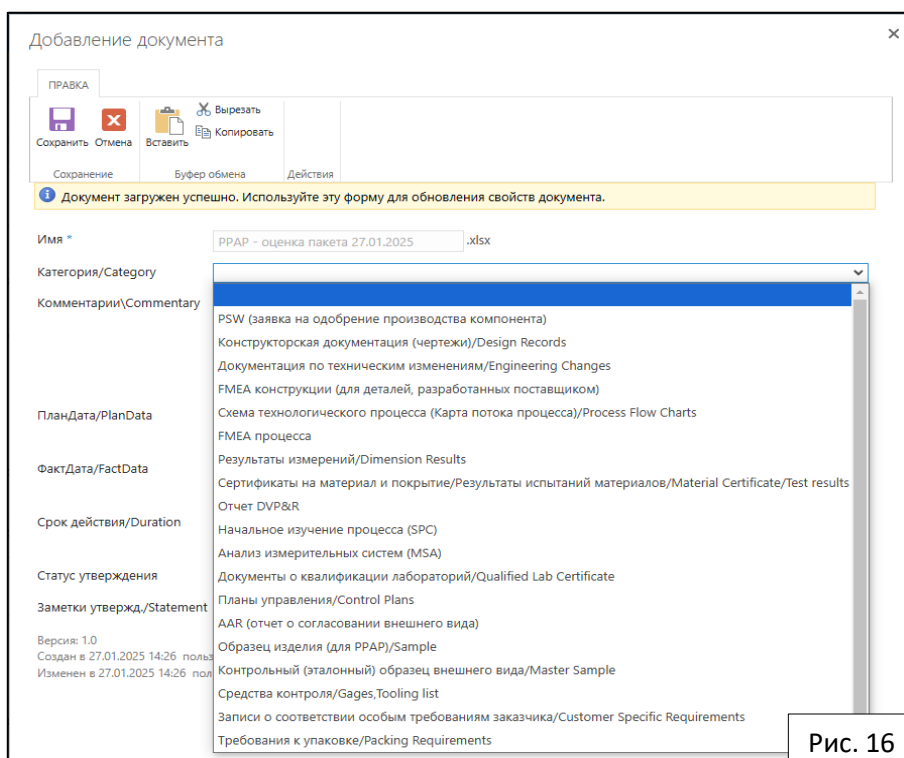 Добавление документа
×
ПРАВКА
Сохранить Отмена Вставить Вырезать
Копировать
Сохранение Буфер обмена Действия
Документ загружен успешно. Используйте эту форму для обновления свойств документа.
Имя * PPAP - оценка пакета 27.01.2025 .xlsx
Категория/Category
Комментарии\Commentary
PSW (заявка на одобрение производства компонента)
Конструкторская документация (чертежи)/Design Records
Документация по техническим изменениям/Engineering Changes
FMEA конструкции (для деталей, разработанных поставщиком)
ПланДата/PlanData Схема технологического процесса (Карта потока процесса)/Process Flow Charts
FMEA процесса
ФактДата/FactData Результаты измерений/Dimension Results
Сертификаты на материал и покрытие/Результаты испытаний материалов/Material Certificate/Test results
Отчет DVP&R
Срок действия/Duration Начальное изучение процесса (SPC)
Анализ измерительных систем (MSA)
Статус утверждения Документы о квалификации лабораторий/Qualified Lab Certificate
Планы управления/Control Plans
Заметки утвержд./Statement AAR (отчет о согласовании внешнего вида)
Версия: 1.0 Образец изделия (для PPAP)/Sample
Создан в 27.01.2025 14:26 польз
Изменен в 27.01.2025 14:26 пол Контрольный (эталонный) образец внешнего вида/Master Sample
Средства контроля/Gages,Tooling list
Записи о соответствии особым требованиям заказчика/Customer Specific Requirements
Требования к упаковке/Packing Requirements
Рис. 16